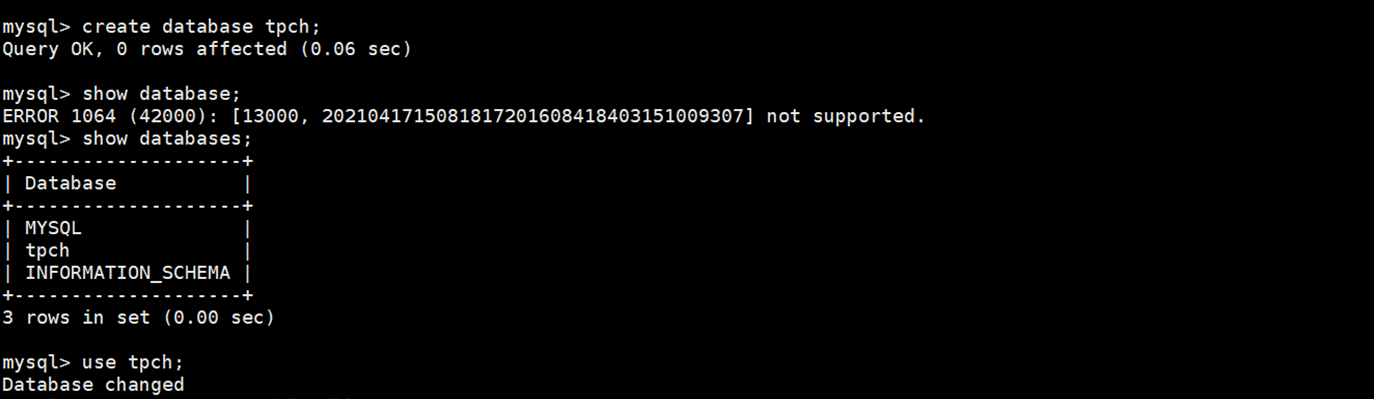 mysql> create database tpch;
Query OK, 0 rows affected (0.06 sec)
mysql> show database;
ERROR 1064 (42000): [13000, 2021041715081817201608418403151009307] not supported.
mysql> show databases;
+--------------------+
| Database           |
+--------------------+
| MYSQL              |
| tpch               |
| INFORMATION_SCHEMA |
+--------------------+
3 rows in set (0.00 sec)
mysql> use tpch;
Database changed